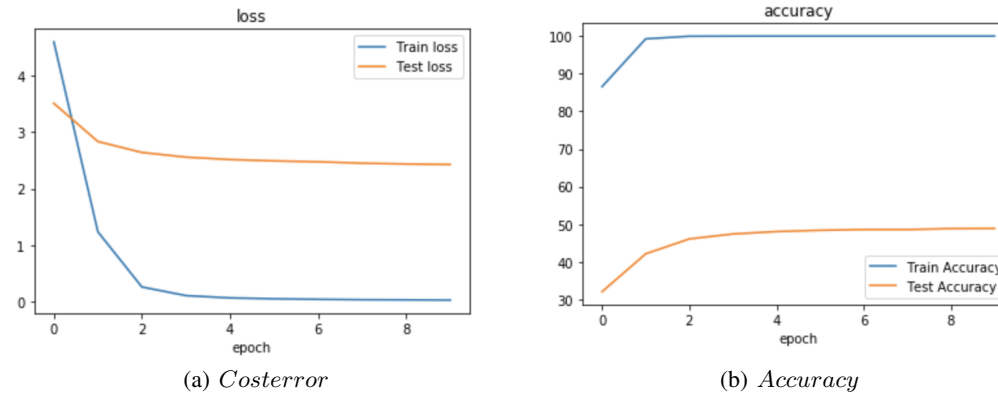 loss
Train loss
Test loss
4
3
2
1
0
0 2 4 6 8
epoch
(a) Costerror
accuracy
100
90
80
70
60
50
40
30
Train Accuracy
Test Accuracy
0 2 4 6 8
epoch
(b) Accuracy